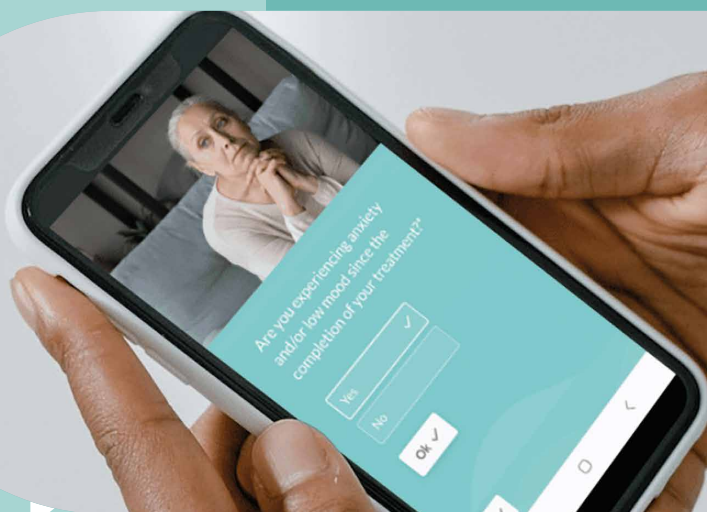 Are you experiencing anxiety
and/or low mood since the
completion of your treatment?*
Yes
No
Ok